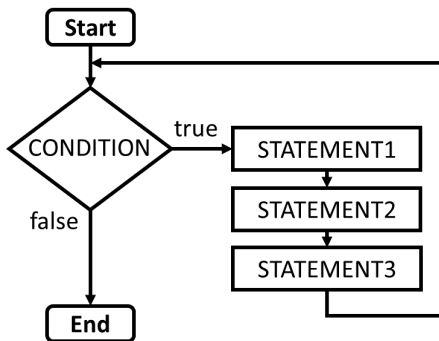 Start
CONDITION
true
STATEMENT1
STATEMENT2
false
STATEMENT3
End